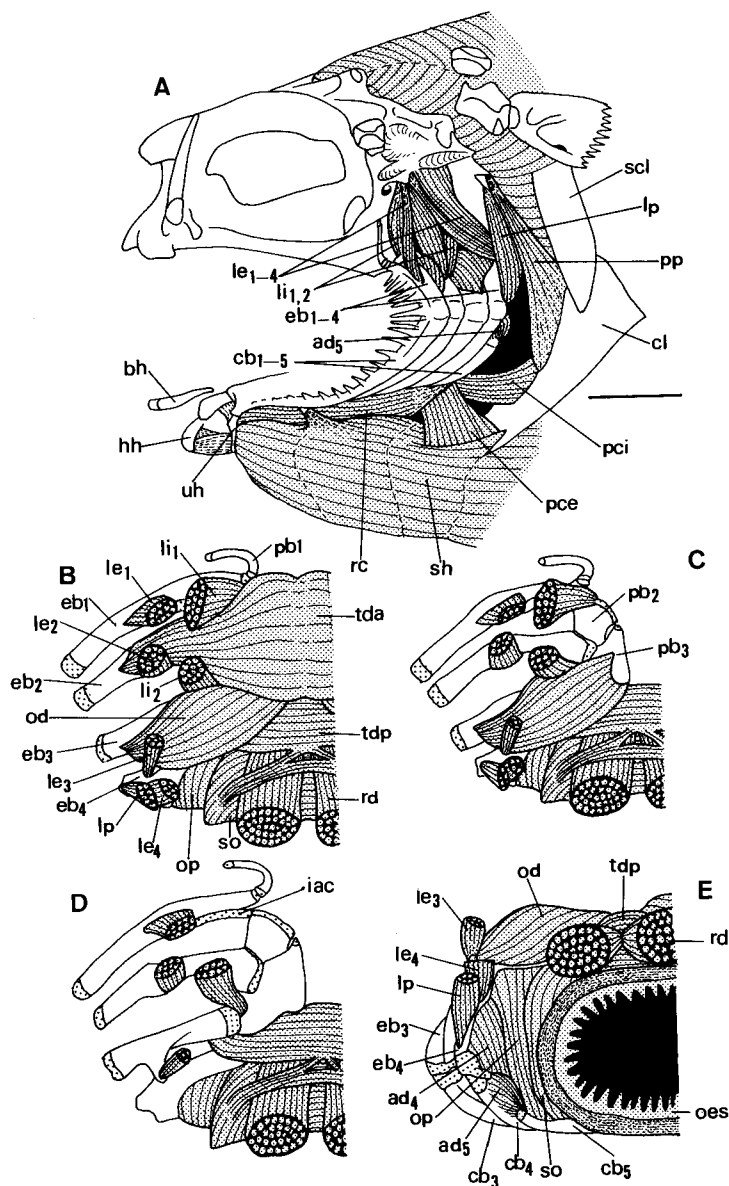 A
scl
lp
pp
le1–4
li1,2
eb1–4
ad5
cb1–5
cl
bh
hh
uh
pci
pce
rc
sh
B
li1
pb1
le1
eb1
tda
le2
eb2
li2
od
tdp
eb3
le3
eb4
rd
lp
le4
op
so
C
pb2
pb3
D
iac
E
od
tdp
le3
rd
le4
lp
eb3
eb4
ad4
op
oes
ad5
cb3
cb4
so
cb5